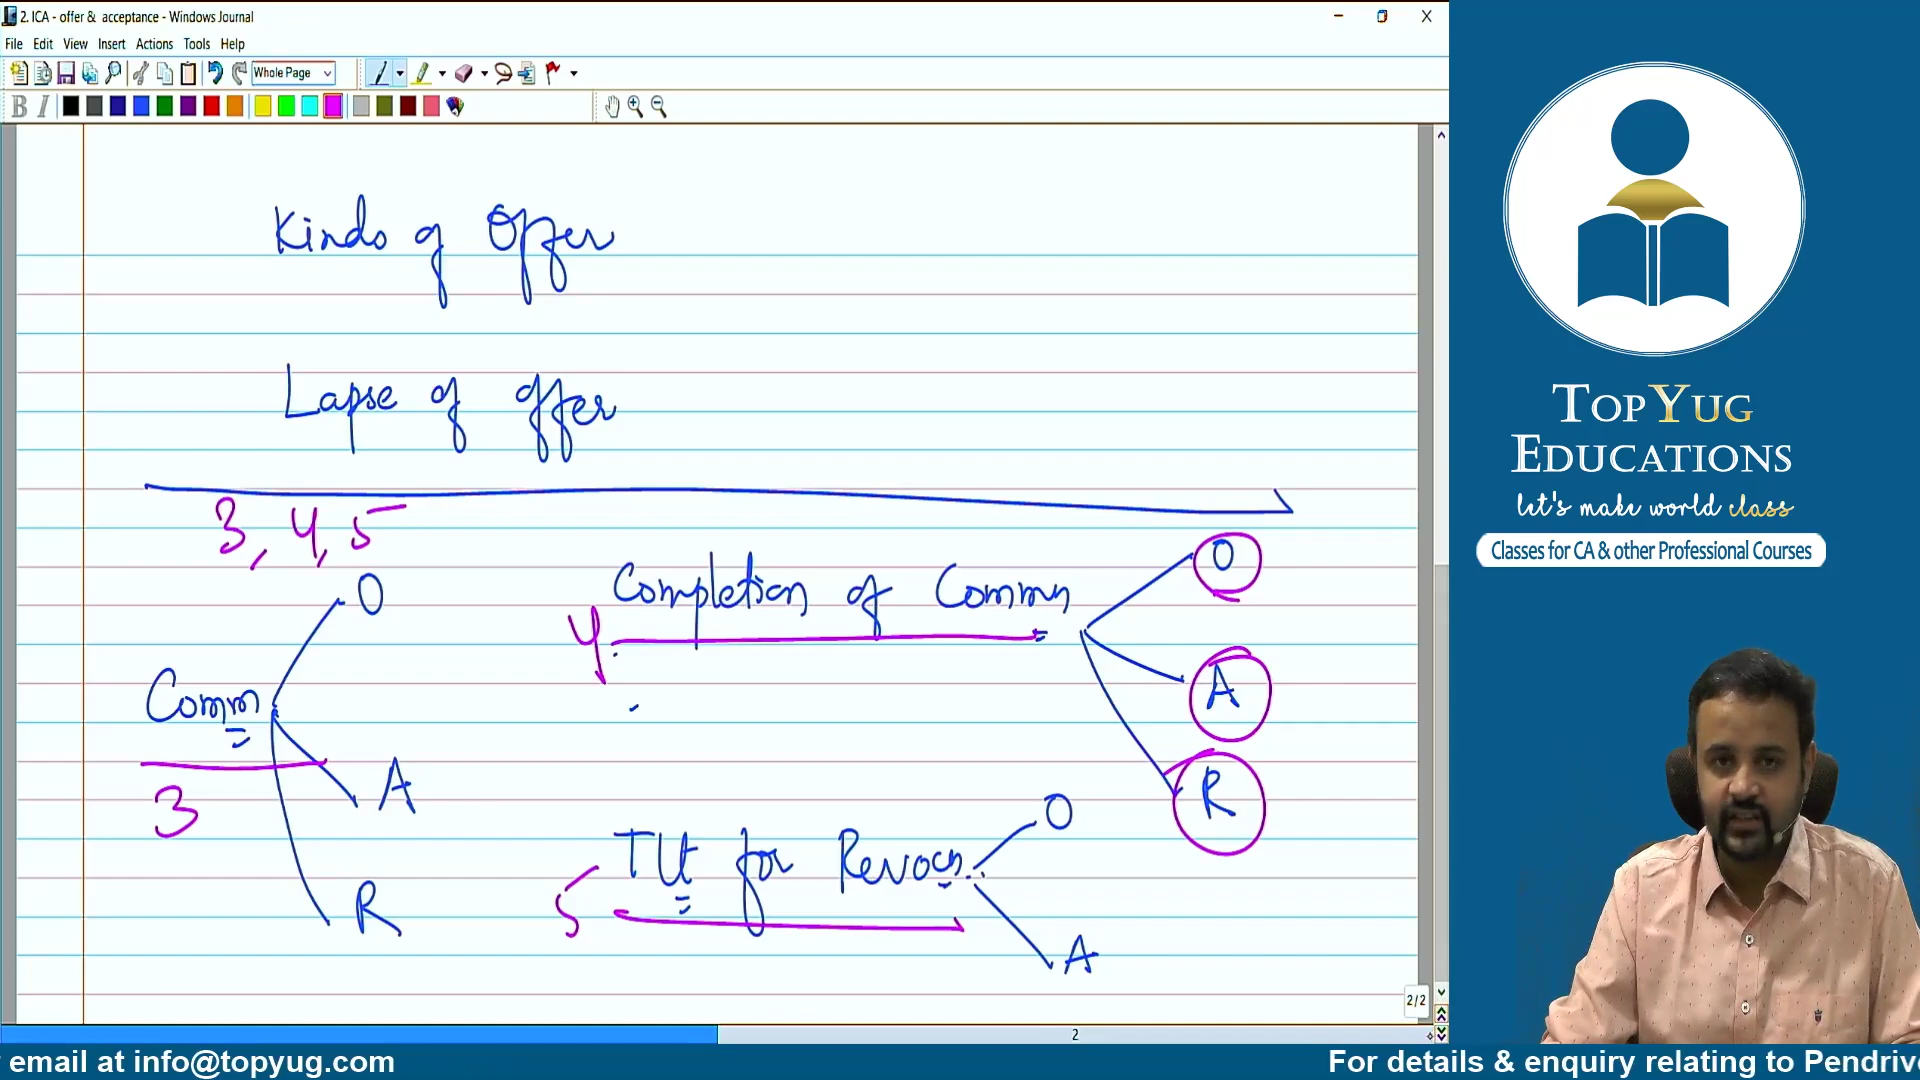 2. ICA - offer & acceptance - Windows Journal
File Edit View Insert Actions Tools Help
Whole Page
B I
Kinds of Offer
Lapse of offer
3, 4, 5
O
Completion of Commn
O
4
A
Comm
R
3
A
R
5
TLt for Revocn
O
A
2/2
2
TOPYUG
EDUCATIONS
let's make world class
Classes for CA & other Professional Courses
email at info@topyug.com
For details & enquiry relating to Pendrive